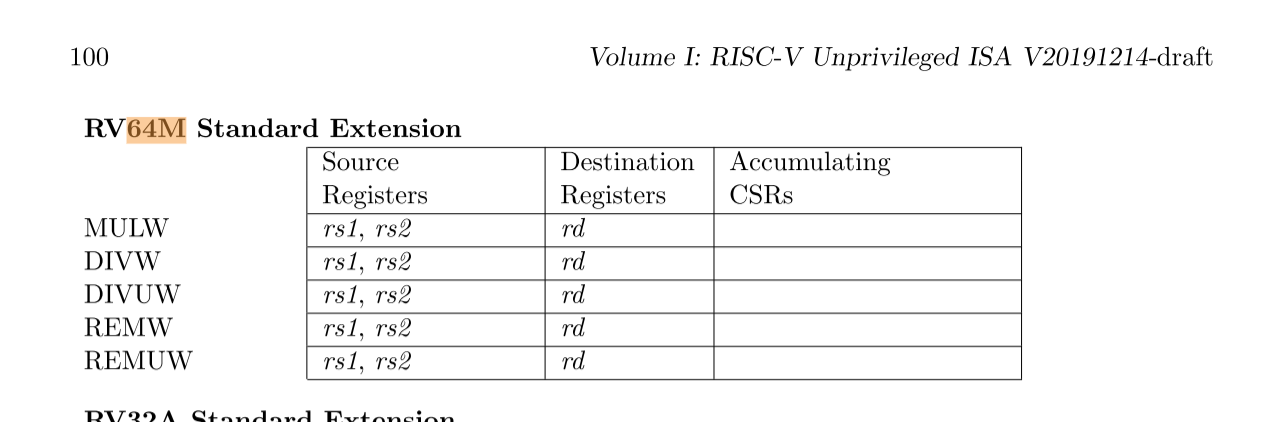 100 Volume I: RISC-V Unprivileged ISA V20191214-draft
RV64M Standard Extension
Source Registers Destination Registers Accumulating CSRs
MULW rs1, rs2 rd
DIVW rs1, rs2 rd
DIVUW rs1, rs2 rd
REMW rs1, rs2 rd
REMUW rs1, rs2 rd
RV32A Standard Extension